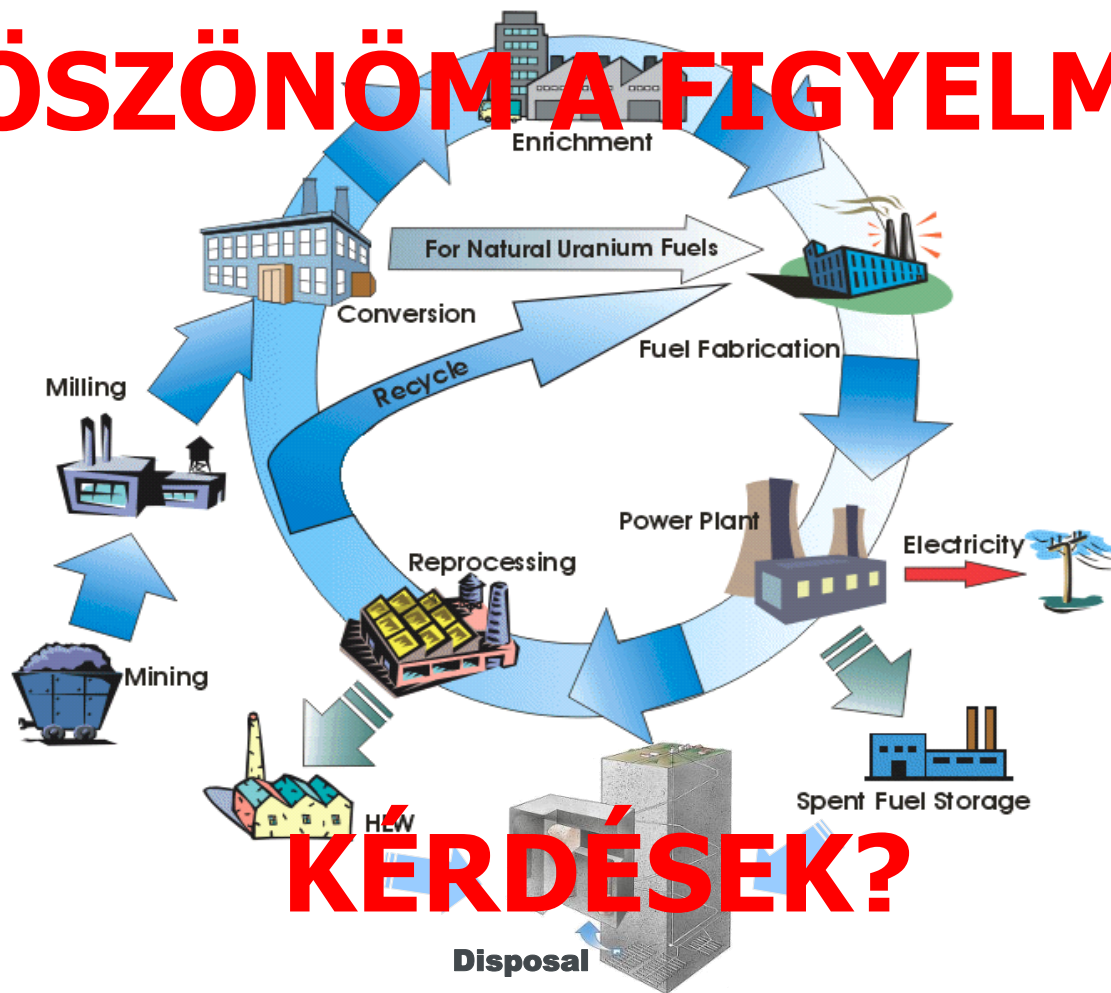 ÖSZÖNÖM A FIGYELM
Enrichment
For Natural Uranium Fuels
Conversion
Fuel Fabrication
Recycle
Milling
Power Plant
Electricity
Reprocessing
Mining
Spent Fuel Storage
HLW
KÉRDÉSEK?
Disposal